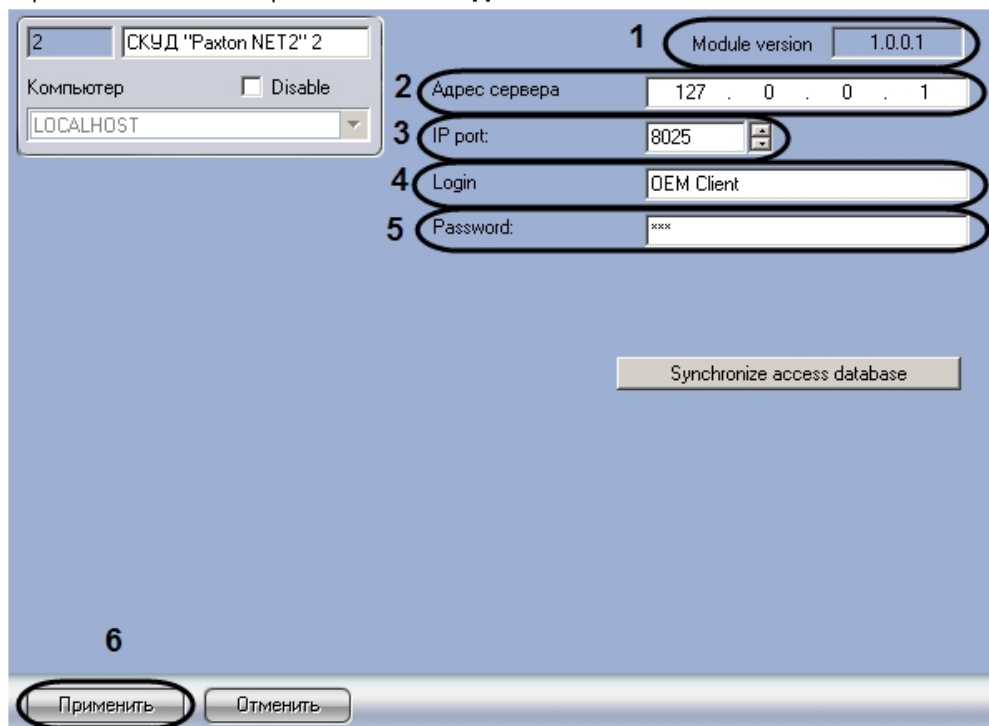 2 СКУД "Paxton NET2" 2
Компьютер Disable
LOCALHOST
1 Module version 1.0.0.1
2 Адрес сервера 127 . 0 . 0 . 1
3 IP port: 8025
4 Login OEM Client
5 Password: ***
Synchronize access database
6
Применить Отменить